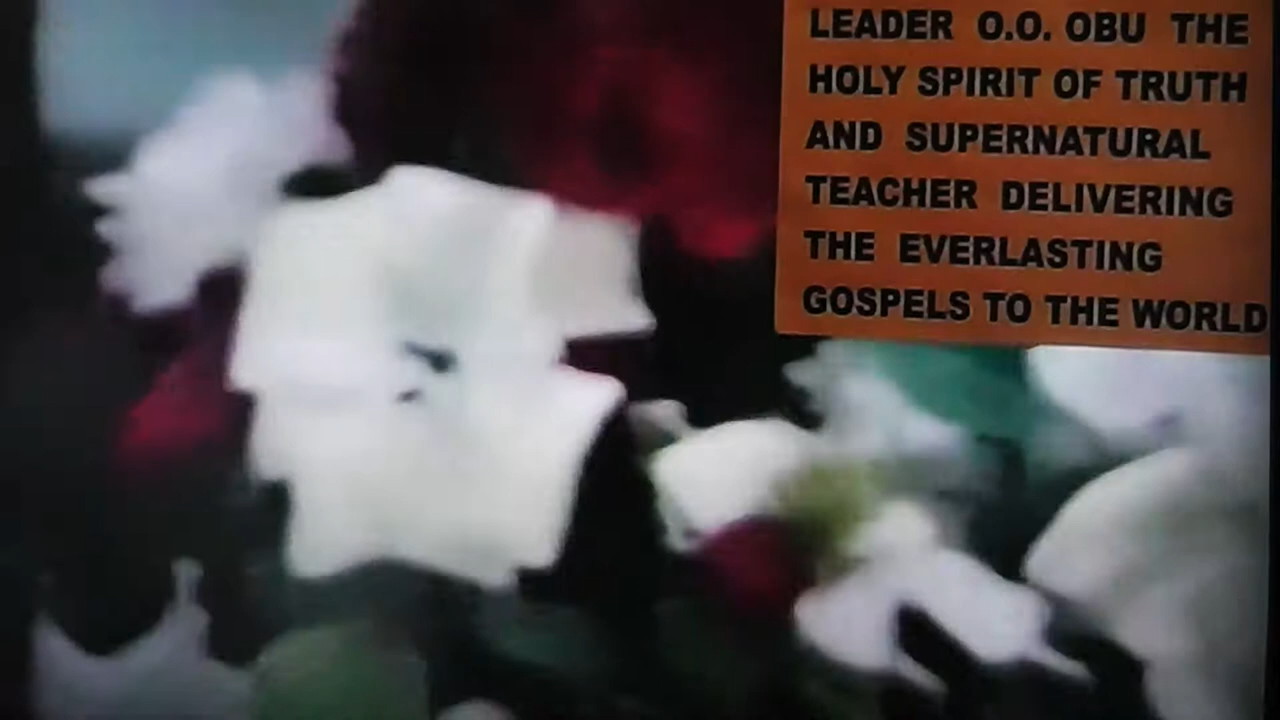 LEADER O.O. OBU THE
HOLY SPIRIT OF TRUTH
AND SUPERNATURAL
TEACHER DELIVERING
THE EVERLASTING
GOSPELS TO THE WORLD